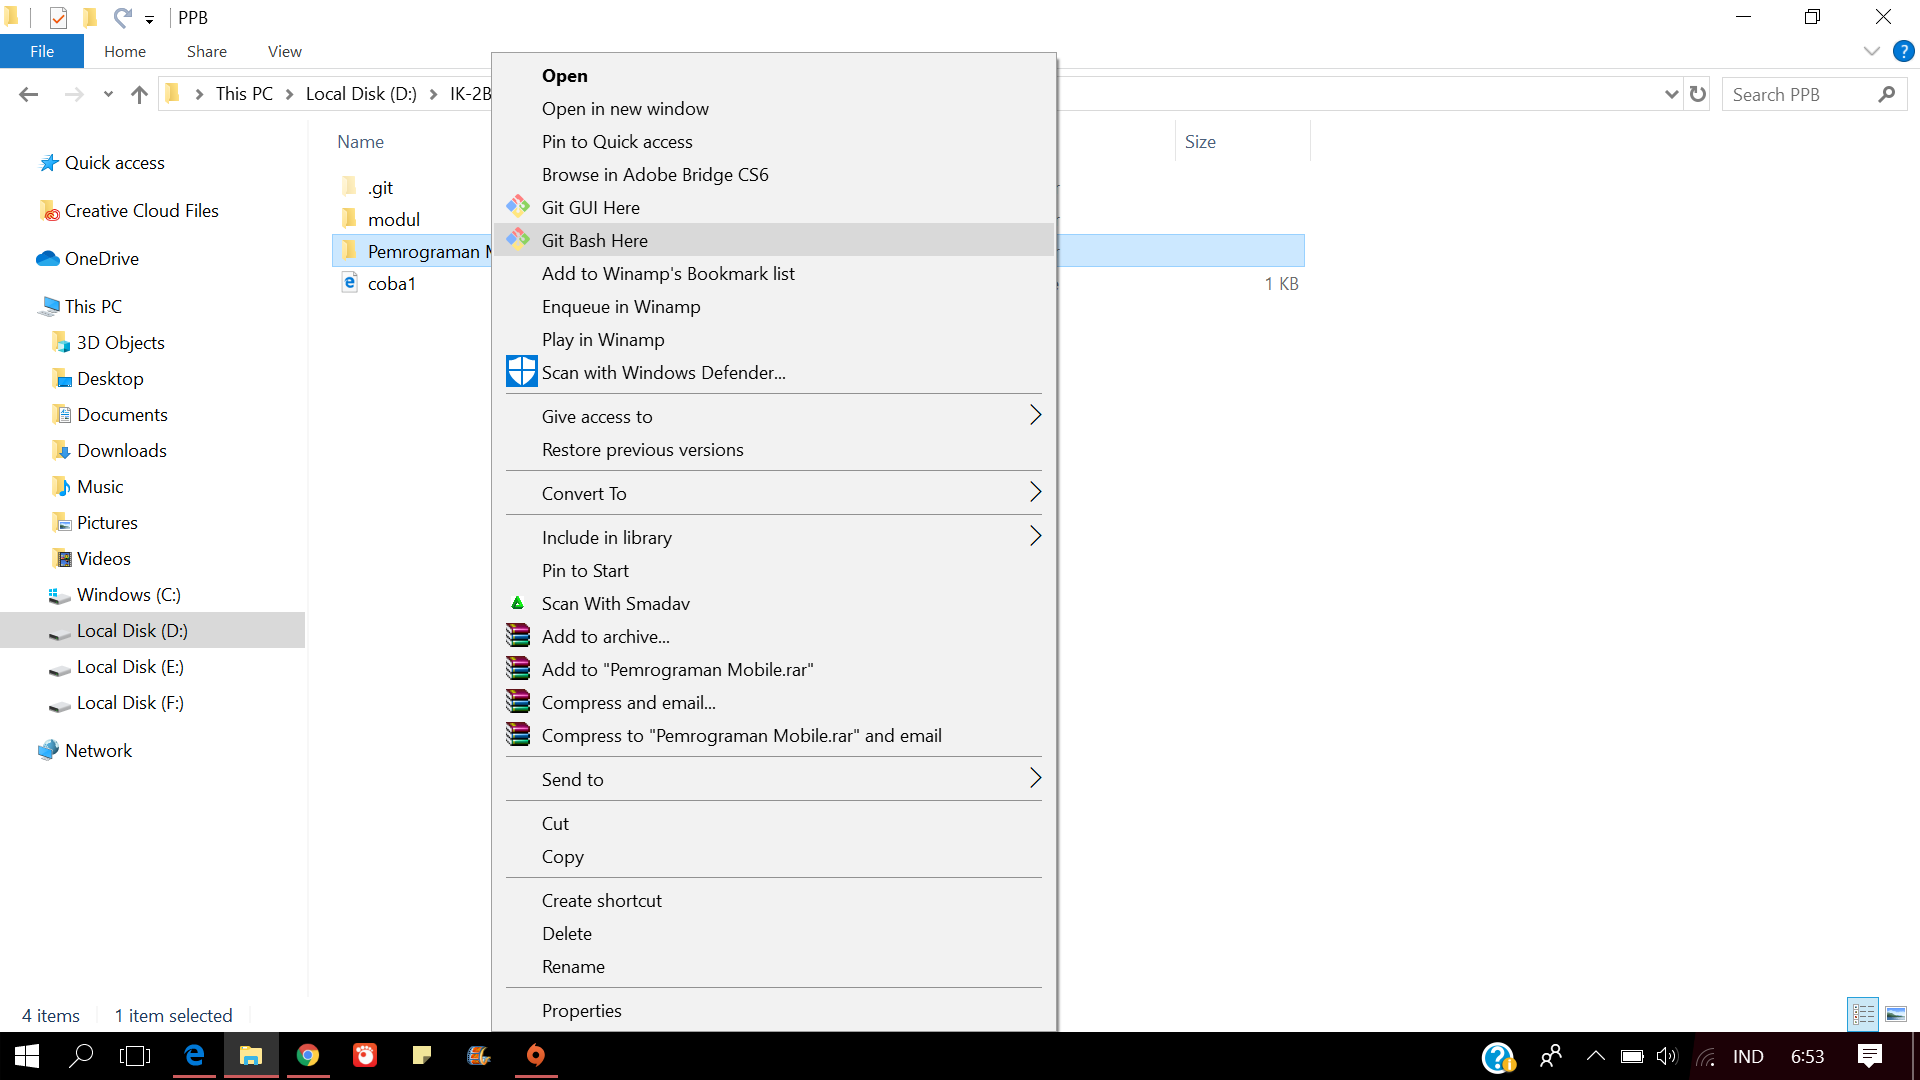 PPB
File Home Share View
This PC Local Disk (D:) IK-2B
Search PPB
Name
Size
Quick access
Creative Cloud Files
OneDrive
This PC
3D Objects
Desktop
Documents
Downloads
Music
Pictures
Videos
Windows (C:)
Local Disk (D:)
Local Disk (E:)
Local Disk (F:)
Network
.git
modul
Pemrograman
coba1
1 KB
Open
Open in new window
Pin to Quick access
Browse in Adobe Bridge CS6
Git GUI Here
Git Bash Here
Add to Winamp's Bookmark list
Enqueue in Winamp
Play in Winamp
Scan with Windows Defender...
Give access to
Restore previous versions
Convert To
Include in library
Pin to Start
Scan With Smadav
Add to archive...
Add to "Pemrograman Mobile.rar"
Compress and email...
Compress to "Pemrograman Mobile.rar" and email
Send to
Cut
Copy
Create shortcut
Delete
Rename
Properties
4 items 1 item selected
IND 6:53